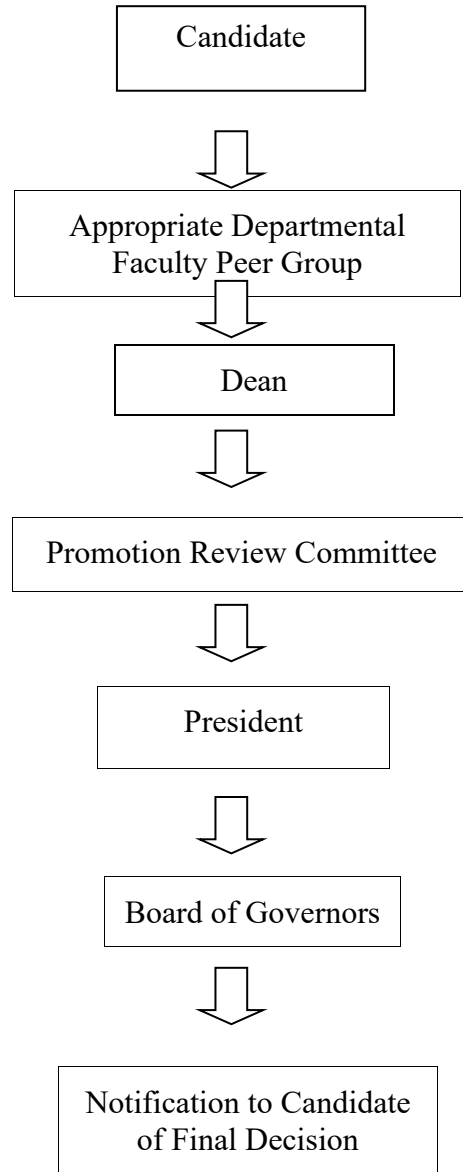 Candidate
Appropriate Departmental
Faculty Peer Group
Dean
Promotion Review Committee
President
Board of Governors
Notification to Candidate
of Final Decision